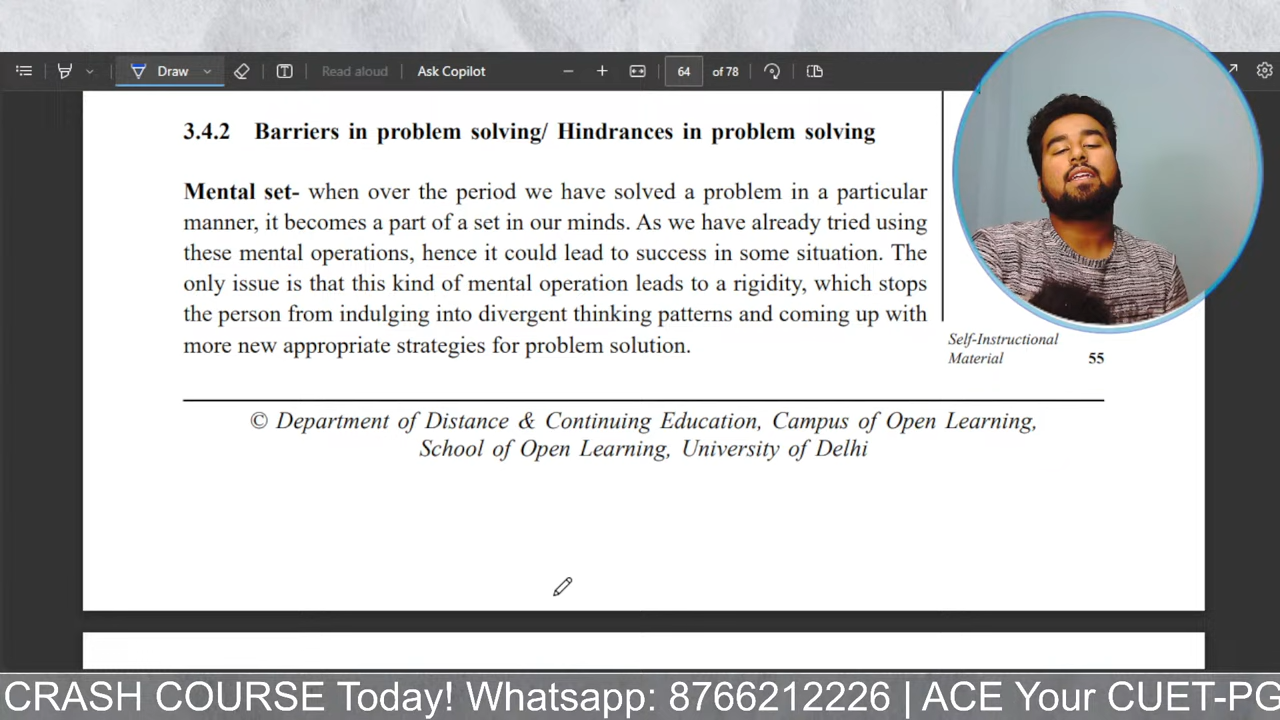 Draw
Read aloud
Ask Copilot
64
of 78
3.4.2 Barriers in problem solving/ Hindrances in problem solving
Mental set- when over the period we have solved a problem in a particular
manner, it becomes a part of a set in our minds. As we have already tried using
these mental operations, hence it could lead to success in some situation. The
only issue is that this kind of mental operation leads to a rigidity, which stops
the person from indulging into divergent thinking patterns and coming up with
more new appropriate strategies for problem solution.
Self-Instructional
Material 55
© Department of Distance & Continuing Education, Campus of Open Learning,
School of Open Learning, University of Delhi
CRASH COURSE Today! Whatsapp: 8766212226 | ACE Your CUET-PG